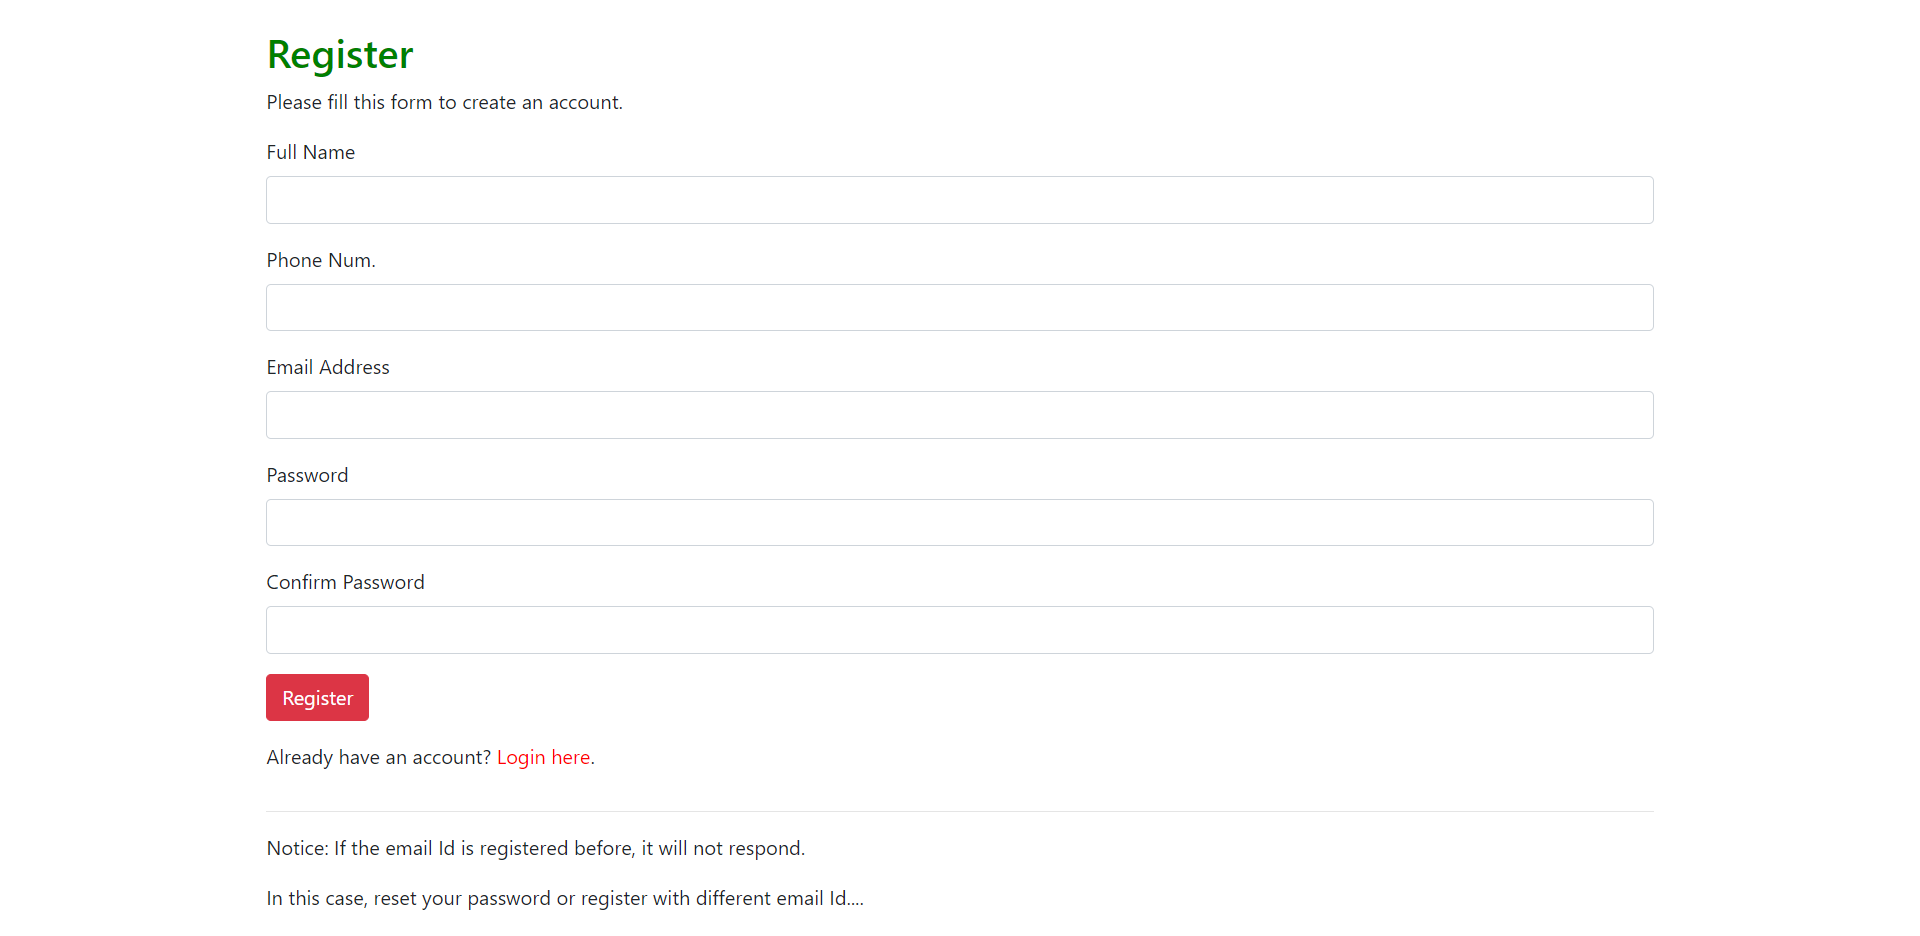 Register
Please fill this form to create an account.
Full Name
Phone Num.
Email Address
Password
Confirm Password
Register
Already have an account? Login here.
Notice: If the email Id is registered before, it will not respond.
In this case, reset your password or register with different email Id....